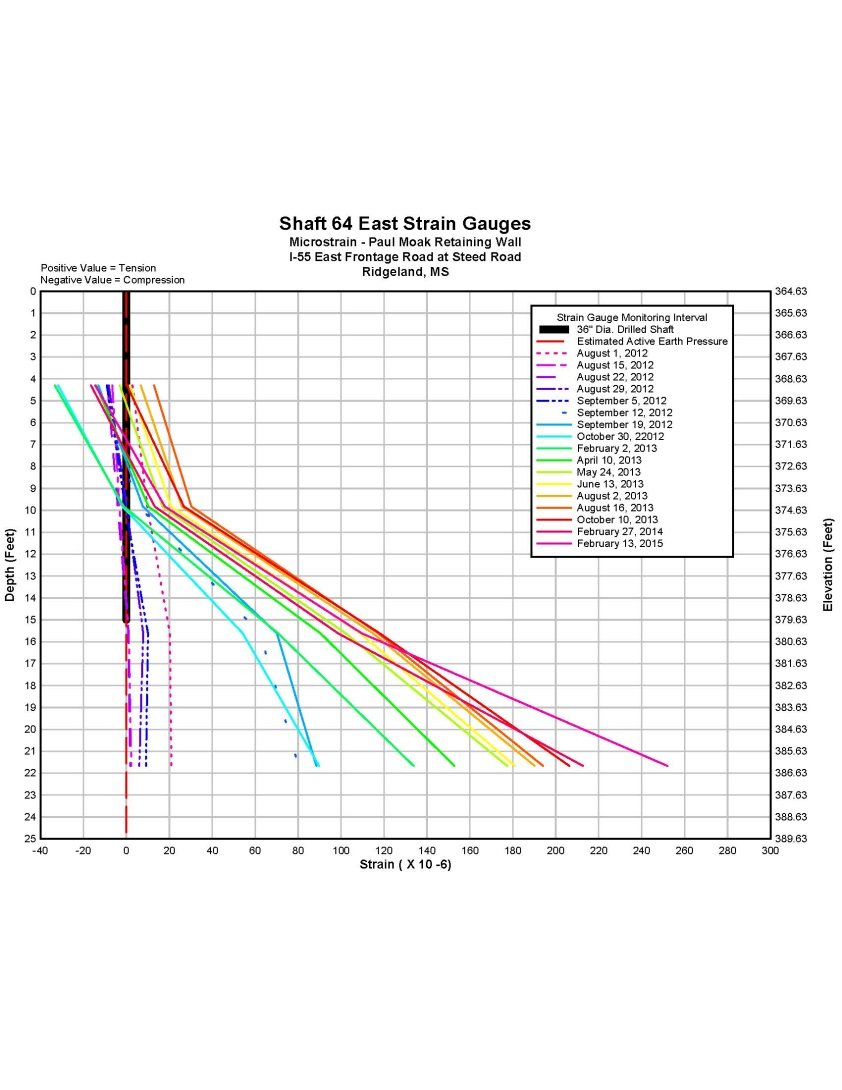 Shaft 64 East Strain Gauges
Microstrain - Paul Moak Retaining Wall
I-55 East Frontage Road at Steed Road
Ridgeland, MS
Positive Value = Tension
Negative Value = Compression
Depth (Feet)
0
1
2
3
4
5
6
7
8
9
10
11
12
13
14
15
16
17
18
19
20
21
22
23
24
25
Strain Gauge Monitoring Interval
36" Dia. Drilled Shaft
Estimated Active Earth Pressure
August 1, 2012
August 15, 2012
August 22, 2012
August 29, 2012
September 5, 2012
September 12, 2012
September 19, 2012
October 30, 22012
February 2, 2013
April 10, 2013
May 24, 2013
June 13, 2013
August 2, 2013
August 16, 2013
October 10, 2013
February 27, 2014
February 13, 2015
364.63
365.63
366.63
367.63
368.63
369.63
370.63
371.63
372.63
373.63
374.63
375.63
376.63
377.63
378.63
379.63
380.63
381.63
382.63
383.63
384.63
385.63
386.63
387.63
388.63
389.63
Elevation (Feet)
-40 -20 0 20 40 60 80 100 120 140 160 180 200 220 240 260 280 300
Strain ( X 10 -6)